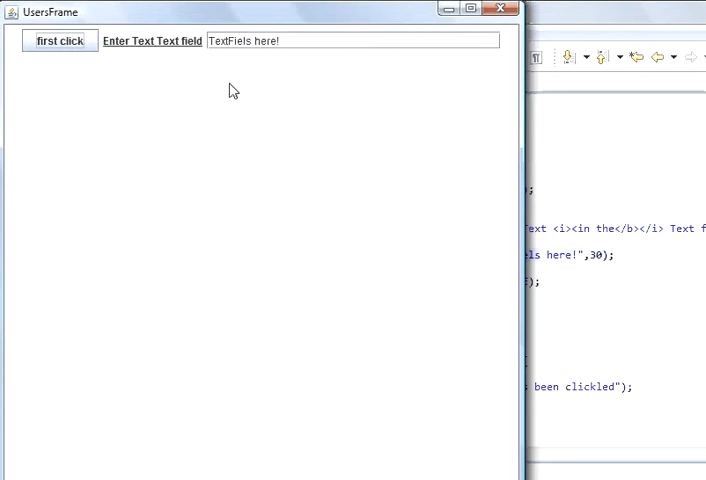 UsersFrame
first click Enter Text Text field TextFiels here!
;
Text <i><in the</b></i> Text f
els here!",30);
);
{
been clickled");